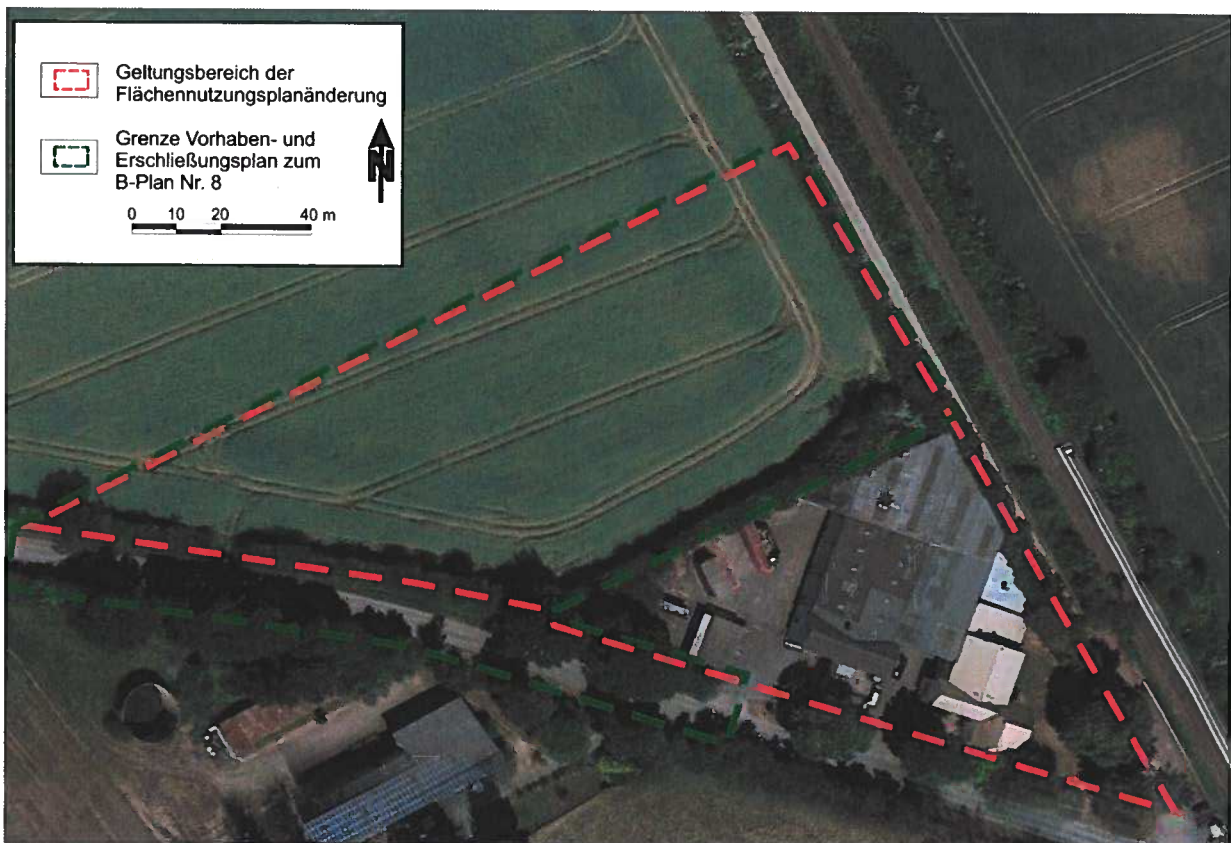 Geltungsbereich der
Flächennutzungsplanänderung
Grenze Vorhaben- und
Erschließungsplan zum
B-Plan Nr. 8
N
0 10 20 40 m